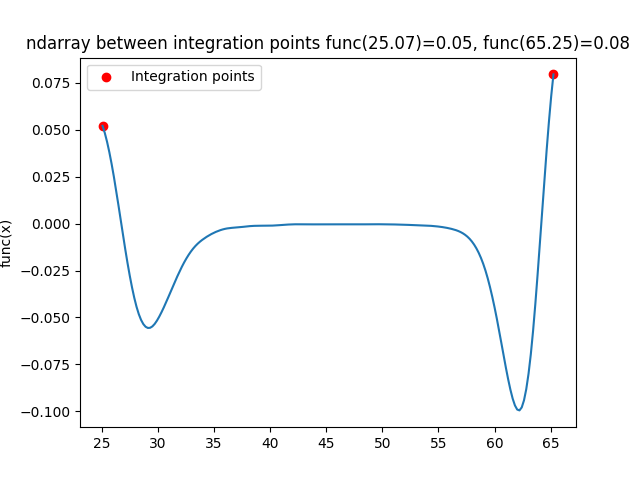 ndarray between integration points func(25.07)=0.05, func(65.25)=0.08
Integration points
0.075
0.050
0.025
0.000
−0.025
−0.050
−0.075
−0.100
func(x)
25 30 35 40 45 50 55 60 65